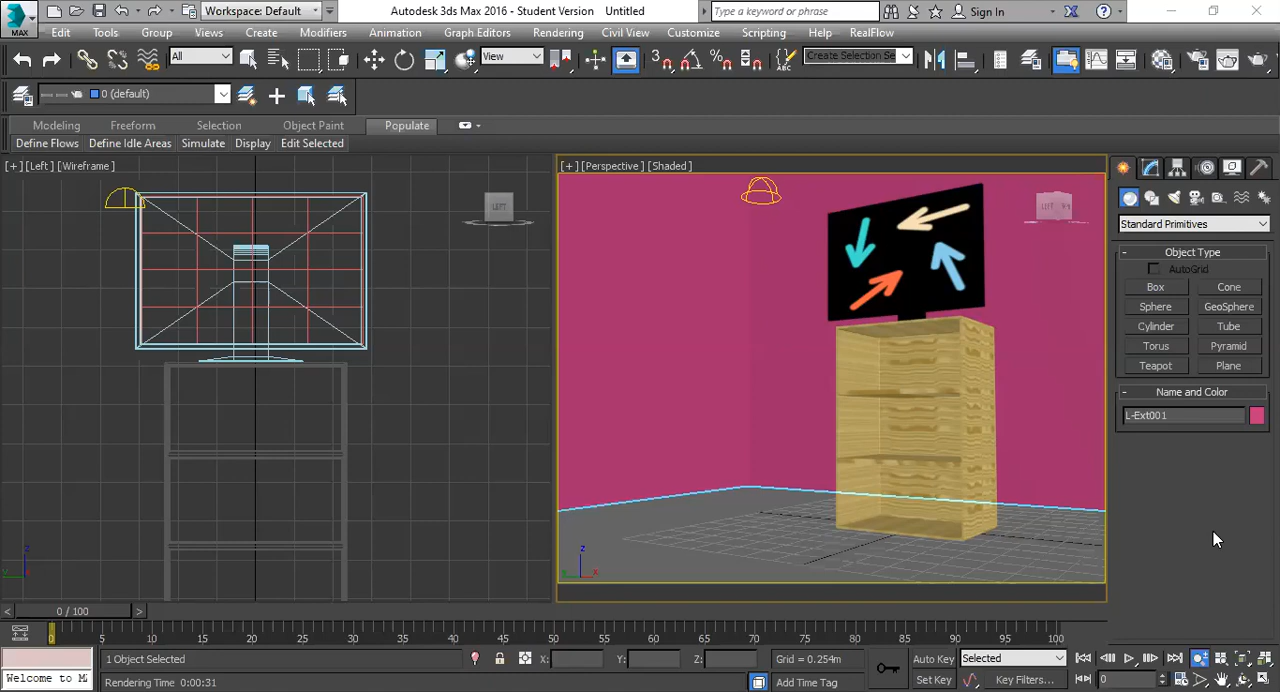 MAX
Workspace: Default
Autodesk 3ds Max 2016 - Student Version Untitled
Type a keyword or phrase
Sign In
Edit Tools Group Views Create Modifiers Animation Graph Editors Rendering Civil View Customize Scripting Help RealFlow
All
View
3
Create Selection Se
0 (default)
Modeling Freeform Selection Object Paint Populate
Define Flows Define Idle Areas Simulate Display Edit Selected
[+] [Left] [Wireframe]
[+] [Perspective] [Shaded]
LEFT
LEFT
Standard Primitives
- Object Type
AutoGrid
Box Cone
Sphere GeoSphere
Cylinder Tube
Torus Pyramid
Teapot Plane
- Name and Color
L-Ext001
z
y
z
x
< 0 / 100 >
0 5 10 15 20 25 30 35 40 45 50 55 60 65 70 75 80 85 90 95 100
1 Object Selected
X: Y: Z:
Grid = 0.254m
Auto Key
Selected
Welcome to M
Rendering Time 0:00:31
Add Time Tag
Set Key
Key Filters...
0